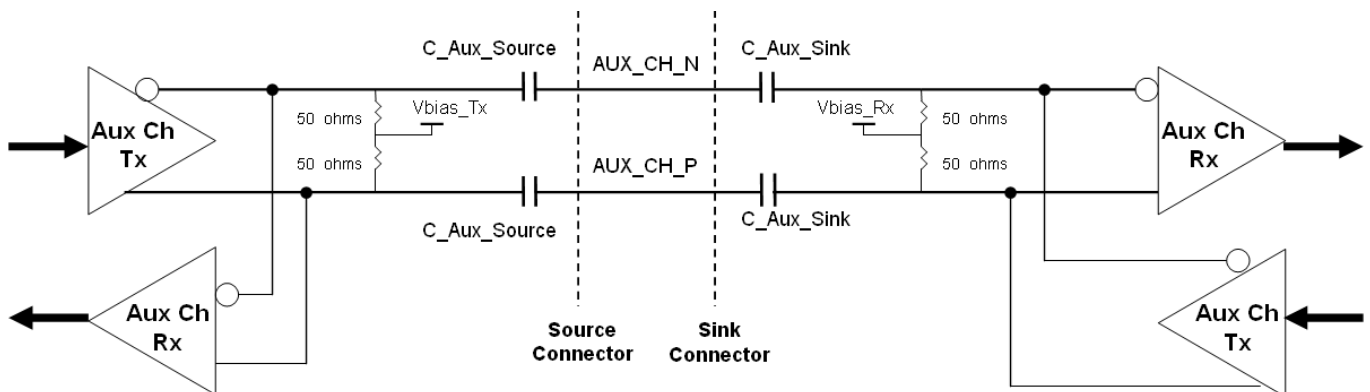 C_Aux_Source
AUX_CH_N
C_Aux_Sink
Aux Ch
Tx
50 ohms
Vbias_Tx
50 ohms
Vbias_Rx
50 ohms
50 ohms
Aux Ch
Rx
AUX_CH_P
C_Aux_Source
C_Aux_Sink
Aux Ch
Rx
Source
Connector
Sink
Connector
Aux Ch
Tx